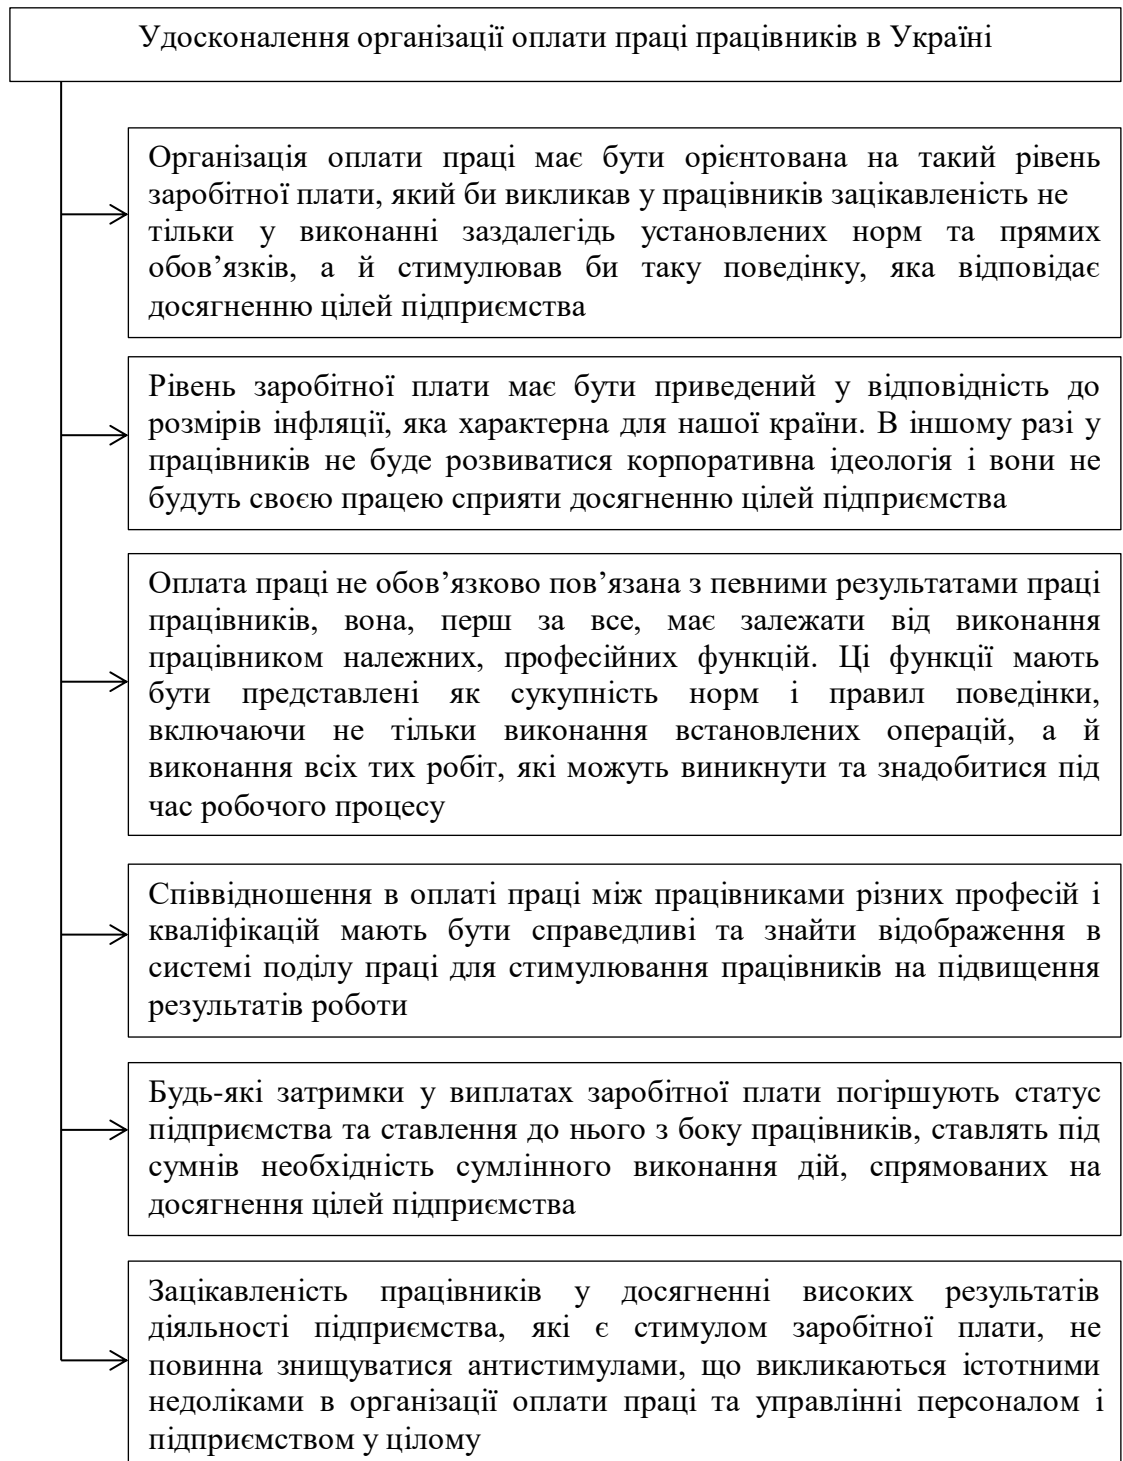 Удосконалення організації оплати праці працівників в Україні
Організація оплати праці має бути орієнтована на такий рівень
заробітної плати, який би викликав у працівників зацікавленість не
тільки у виконанні заздалегідь установлених норм та прямих
обов’язків, а й стимулював би таку поведінку, яка відповідає
досягненню цілей підприємства
Рівень заробітної плати має бути приведений у відповідність до
розмірів інфляції, яка характерна для нашої країни. В іншому разі у
працівників не буде розвиватися корпоративна ідеологія і вони не
будуть своєю працею сприяти досягненню цілей підприємства
Оплата праці не обов’язково пов’язана з певними результатами праці
працівників, вона, перш за все, має залежати від виконання
працівником належних, професійних функцій. Ці функції мають
бути представлені як сукупність норм і правил поведінки,
включаючи не тільки виконання встановлених операцій, а й
виконання всіх тих робіт, які можуть виникнути та знадобитися під
час робочого процесу
Співвідношення в оплаті праці між працівниками різних професій і
кваліфікацій мають бути справедливі та знайти відображення в
системі поділу праці для стимулювання працівників на підвищення
результатів роботи
Будь-які затримки у виплатах заробітної плати погіршують статус
підприємства та ставлення до нього з боку працівників, ставлять під
сумнів необхідність сумлінного виконання дій, спрямованих на
досягнення цілей підприємства
Зацікавленість працівників у досягненні високих результатів
діяльності підприємства, які є стимулом заробітної плати, не
повинна знищуватися антистимулами, що викликаються істотними
недоліками в організації оплати праці та управлінні персоналом і
підприємством у цілому